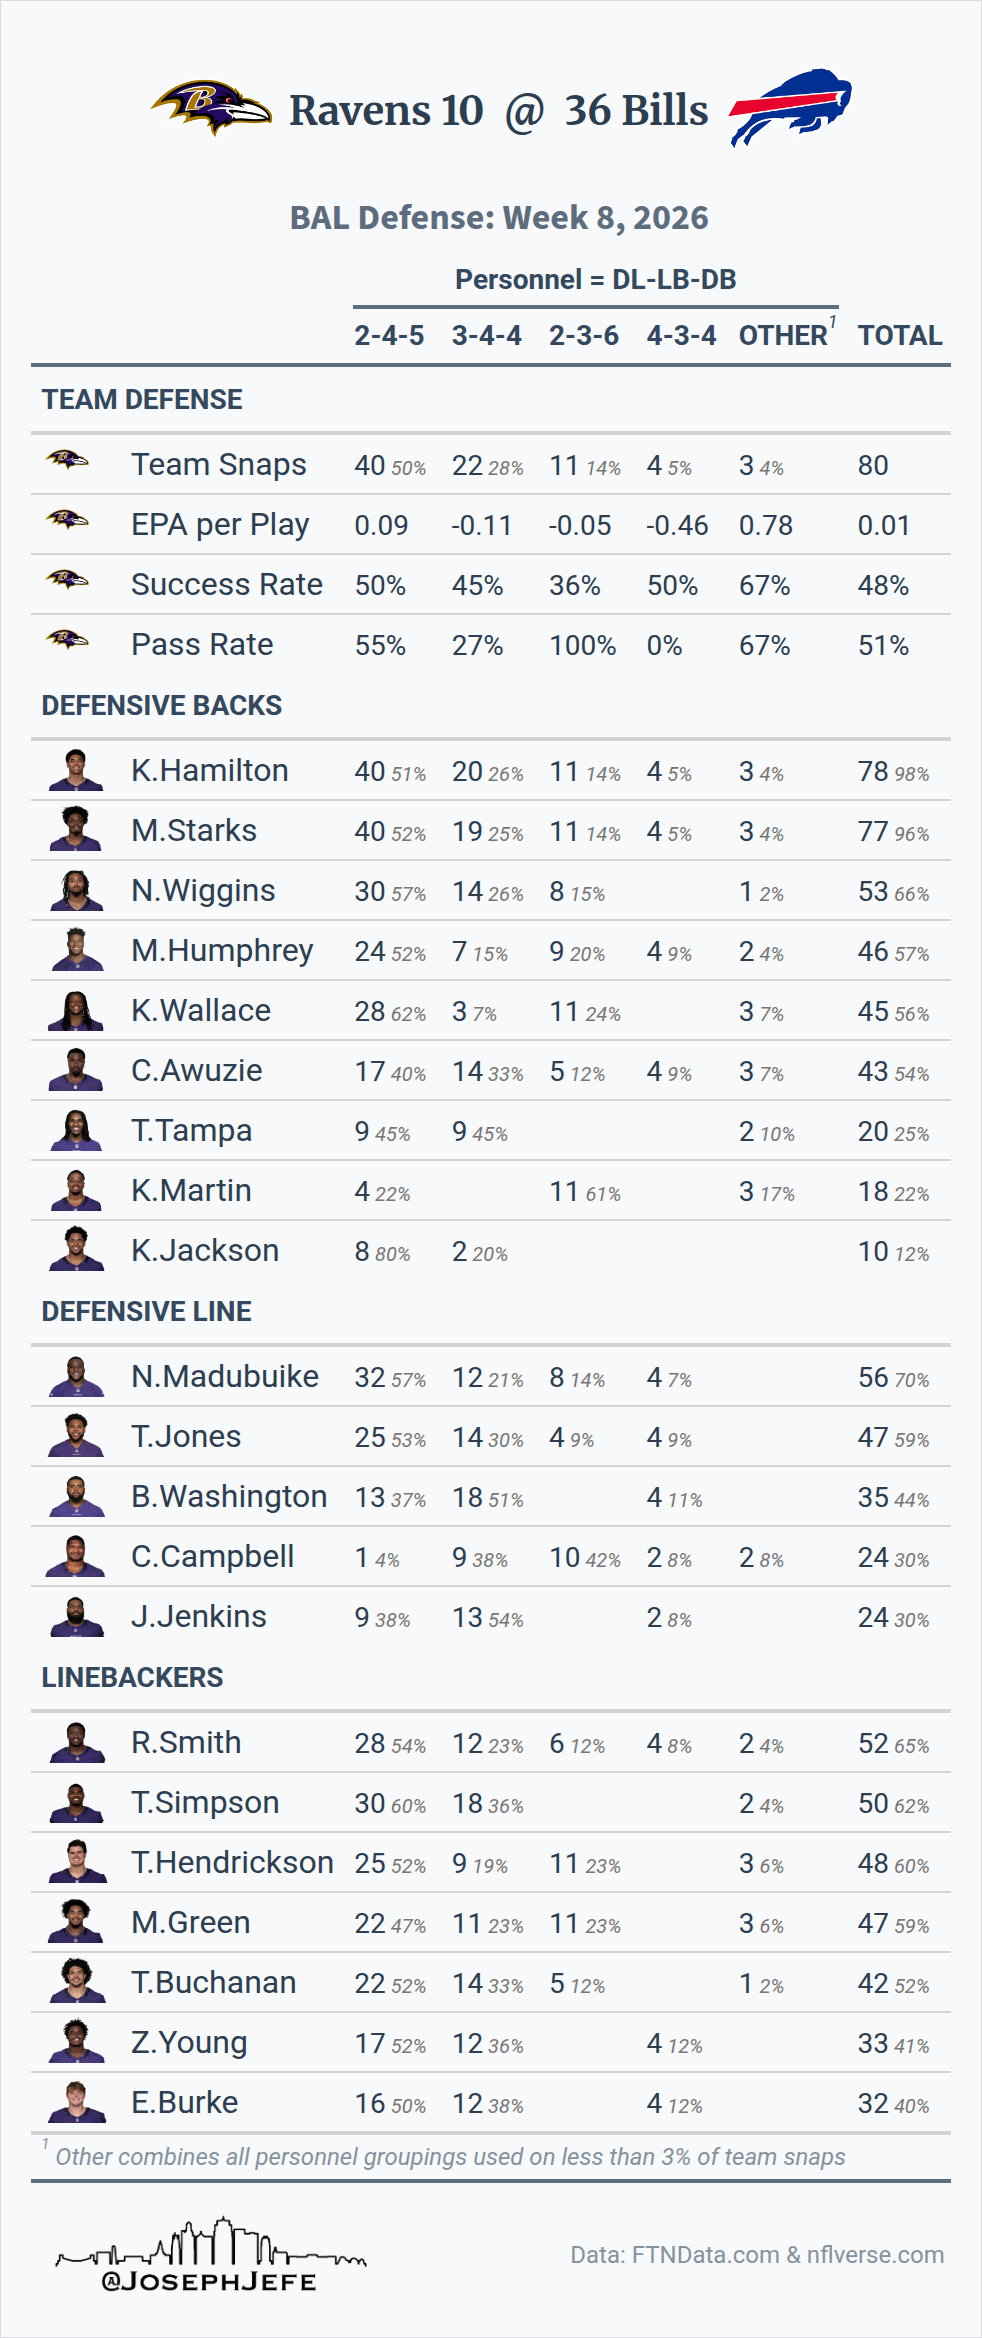 Ravens 10 @ 36 Bills
BAL Defense: Week 8, 2026
Personnel = DL-LB-DB
2-4-5 3-4-4 2-3-6 4-3-4 OTHER1 TOTAL
TEAM DEFENSE
Team Snaps 40 50% 22 28% 11 14% 4 5% 3 4% 80
EPA per Play 0.09 -0.11 -0.05 -0.46 0.78 0.01
Success Rate 50% 45% 36% 50% 67% 48%
Pass Rate 55% 27% 100% 0% 67% 51%
DEFENSIVE BACKS
K.Hamilton 40 51% 20 26% 11 14% 4 5% 3 4% 78 98%
M.Starks 40 52% 19 25% 11 14% 4 5% 3 4% 77 96%
N.Wiggins 30 57% 14 26% 8 15% 1 2% 53 66%
M.Humphrey 24 52% 7 15% 9 20% 4 9% 2 4% 46 57%
K.Wallace 28 62% 3 7% 11 24% 3 7% 45 56%
C.Awuzie 17 40% 14 33% 5 12% 4 9% 3 7% 43 54%
T.Tampa 9 45% 9 45% 2 10% 20 25%
K.Martin 4 22% 11 61% 3 17% 18 22%
K.Jackson 8 80% 2 20% 10 12%
DEFENSIVE LINE
N.Madubuike 32 57% 12 21% 8 14% 4 7% 56 70%
T.Jones 25 53% 14 30% 4 9% 4 9% 47 59%
B.Washington 13 37% 18 51% 4 11% 35 44%
C.Campbell 1 4% 9 38% 10 42% 2 8% 2 8% 24 30%
J.Jenkins 9 38% 13 54% 2 8% 24 30%
LINEBACKERS
R.Smith 28 54% 12 23% 6 12% 4 8% 2 4% 52 65%
T.Simpson 30 60% 18 36% 2 4% 50 62%
T.Hendrickson 25 52% 9 19% 11 23% 3 6% 48 60%
M.Green 22 47% 11 23% 11 23% 3 6% 47 59%
T.Buchanan 22 52% 14 33% 5 12% 1 2% 42 52%
Z.Young 17 52% 12 36% 4 12% 33 41%
E.Burke 16 50% 12 38% 4 12% 32 40%
1 Other combines all personnel groupings used on less than 3% of team snaps
@JOSEPHJEFE
Data: FTNData.com & nflverse.com